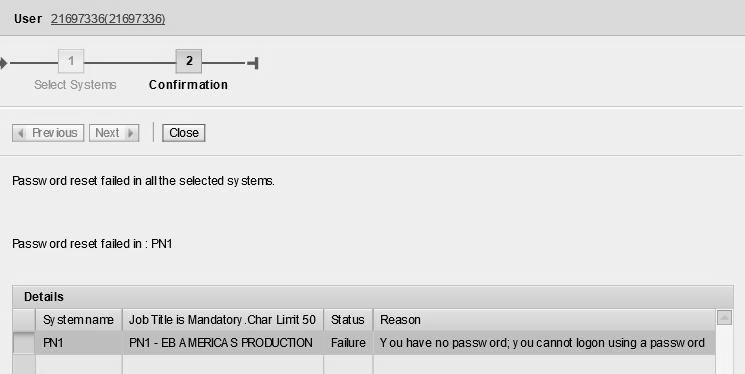 User 21697336(21697336)
1 2
Select Systems Confirmation
Previous Next Close
Password reset failed in all the selected systems.
Password reset failed in : PN1
Details
System name Job Title is Mandatory.Char Limit 50 Status Reason
PN1 PN1 - EB AMERICAS PRODUCTION Failure You have no password; you cannot logon using a password